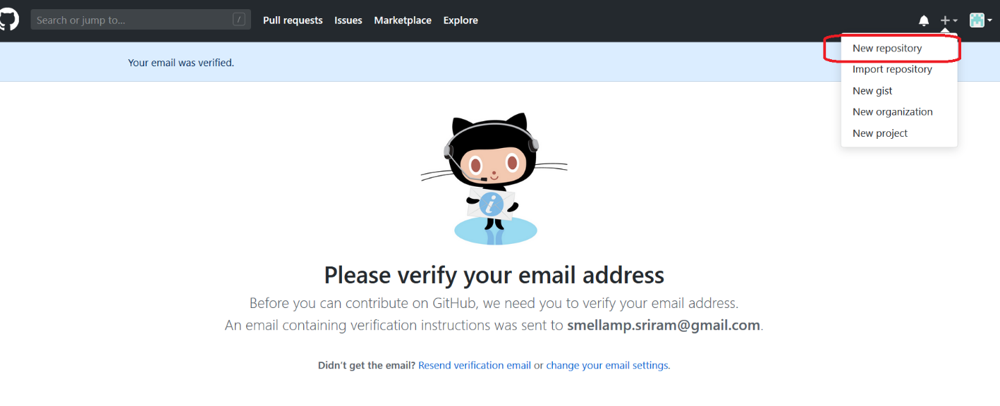 Search or jump to... / Pull requests Issues Marketplace Explore
New repository
Your email was verified.
Import repository
New gist
New organization
New project
i
Please verify your email address
Before you can contribute on GitHub, we need you to verify your email address.
An email containing verification instructions was sent to smellamp.sriram@gmail.com.
Didn’t get the email? Resend verification email or change your email settings.